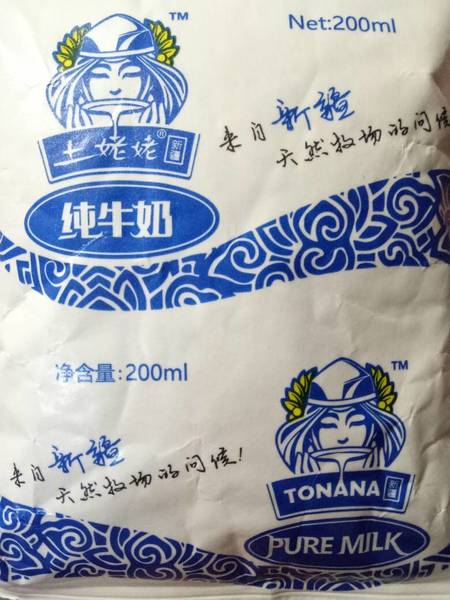 TM
Net:200ml
土姥姥®
新疆
来自新疆
天然牧场的问候
纯牛奶
净含量:200ml
TM
来自新疆
天然牧场的问候!
TONANA
新疆
PURE MILK